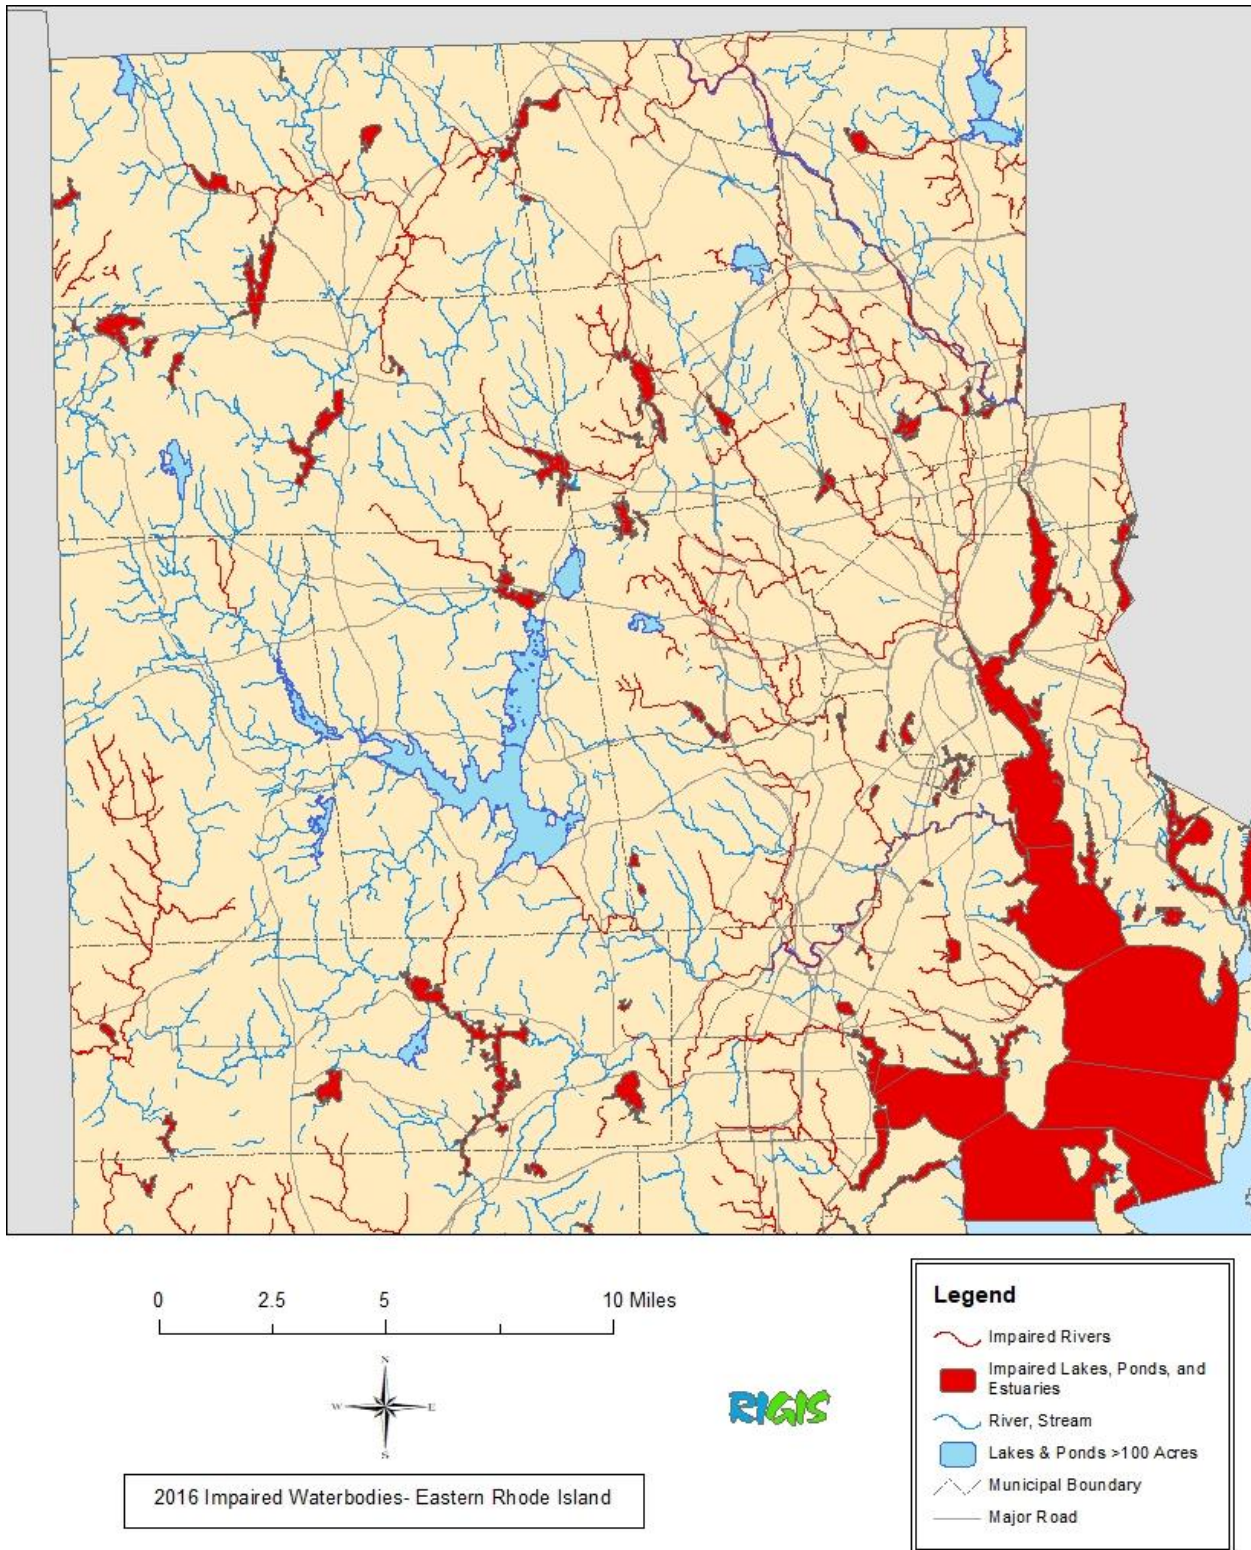 0 2.5 5 10 Miles
N
W E
S
RIGIS
2016 Impaired Waterbodies- Eastern Rhode Island
Legend
Impaired Rivers
Impaired Lakes, Ponds, and
Estuaries
River, Stream
Lakes & Ponds >100 Acres
Municipal Boundary
Major Road